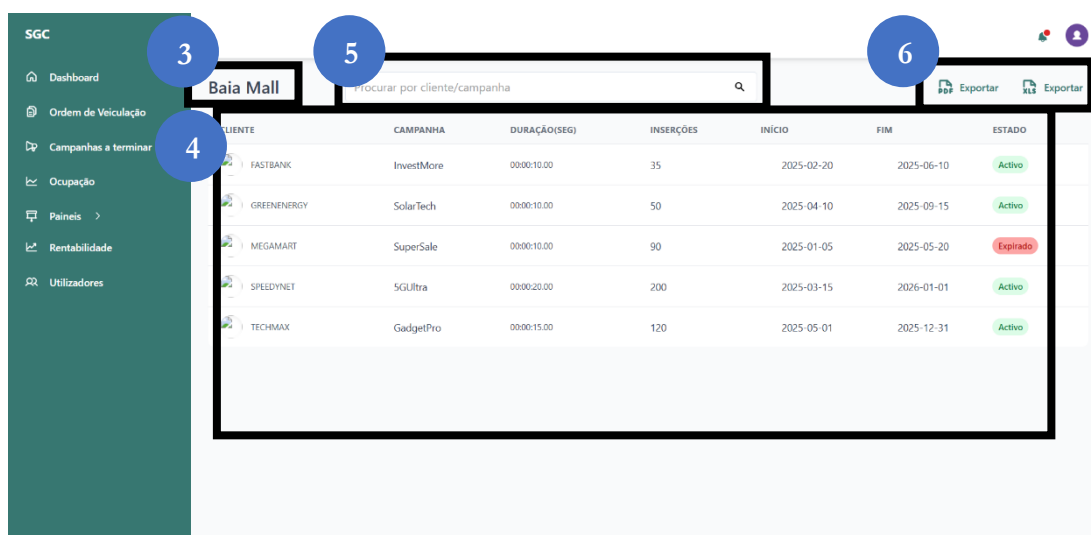 SGC
Dashboard
Ordem de Veiculação
Campanhas a terminar
Ocupação
Paineis >
Rentabilidade
Utilizadores
3
5
6
Baia Mall
Procurar por cliente/campanha
PDF Exportar XLS Exportar
4
CLIENTE CAMPANHA DURAÇÃO(SEG) INSERÇÕES INÍCIO FIM ESTADO
FASTBANK InvestMore 00:00:10.00 35 2025-02-20 2025-06-10 Activo
GREENENERGY SolarTech 00:00:10.00 50 2025-04-10 2025-09-15 Activo
MEGAMART SuperSale 00:00:10.00 90 2025-01-05 2025-05-20 Expirado
SPEEDYNET 5GUltra 00:00:20.00 200 2025-03-15 2026-01-01 Activo
TECHMAX GadgetPro 00:00:15.00 120 2025-05-01 2025-12-31 Activo